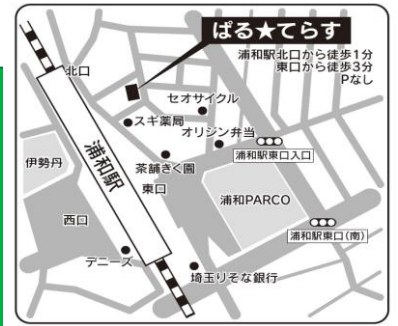 ぱる★てらす
浦和駅北口から徒歩1分
東口から徒歩3分
Pなし
北口
セオサイクル
スギ薬局
オリジン弁当
浦和駅東口入口
伊勢丹
浦和駅
茶舗きく園
東口
浦和PARCO
西口
浦和駅東口(南)
デニーズ
埼玉りそな銀行